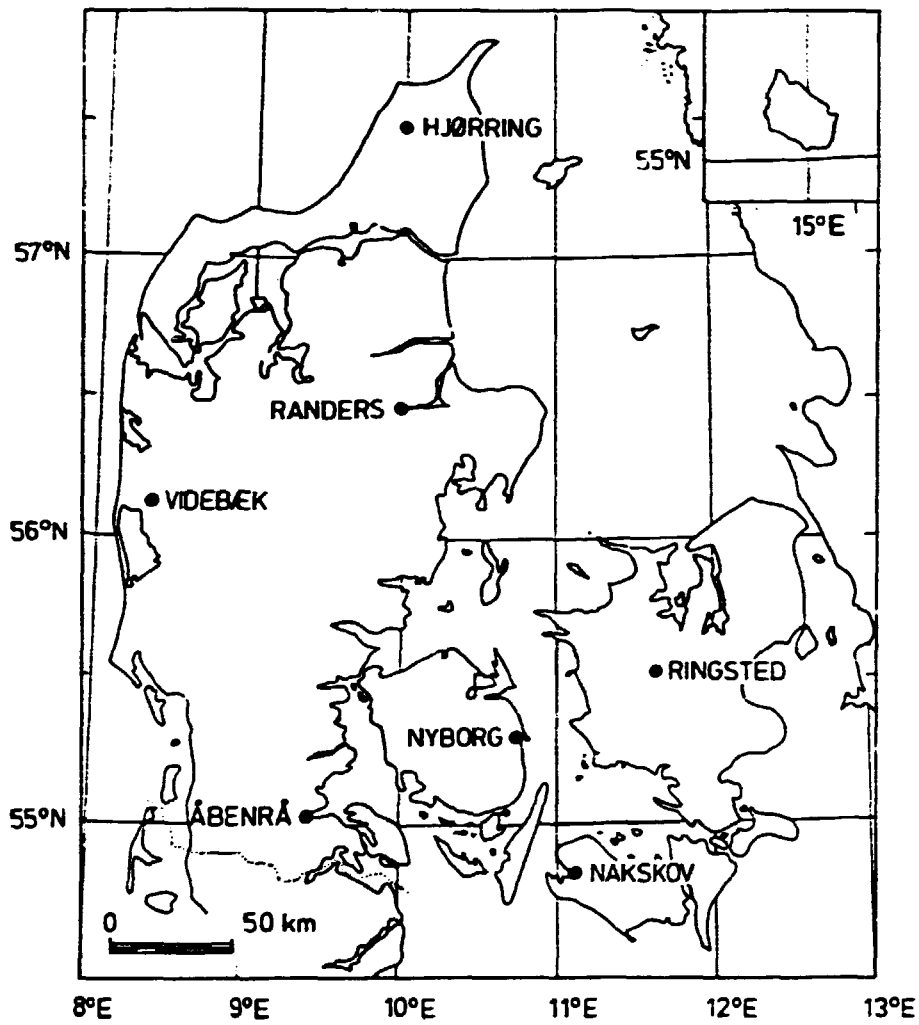 HJØRRING
55°N
15°E
57°N
RANDERS
VIDEBÆK
56°N
RINGSTED
NYBORG
ÅBENRÅ
55°N
NAKSKOV
0 50 km
8°E 9°E 10°E 11°E 12°E 13°E